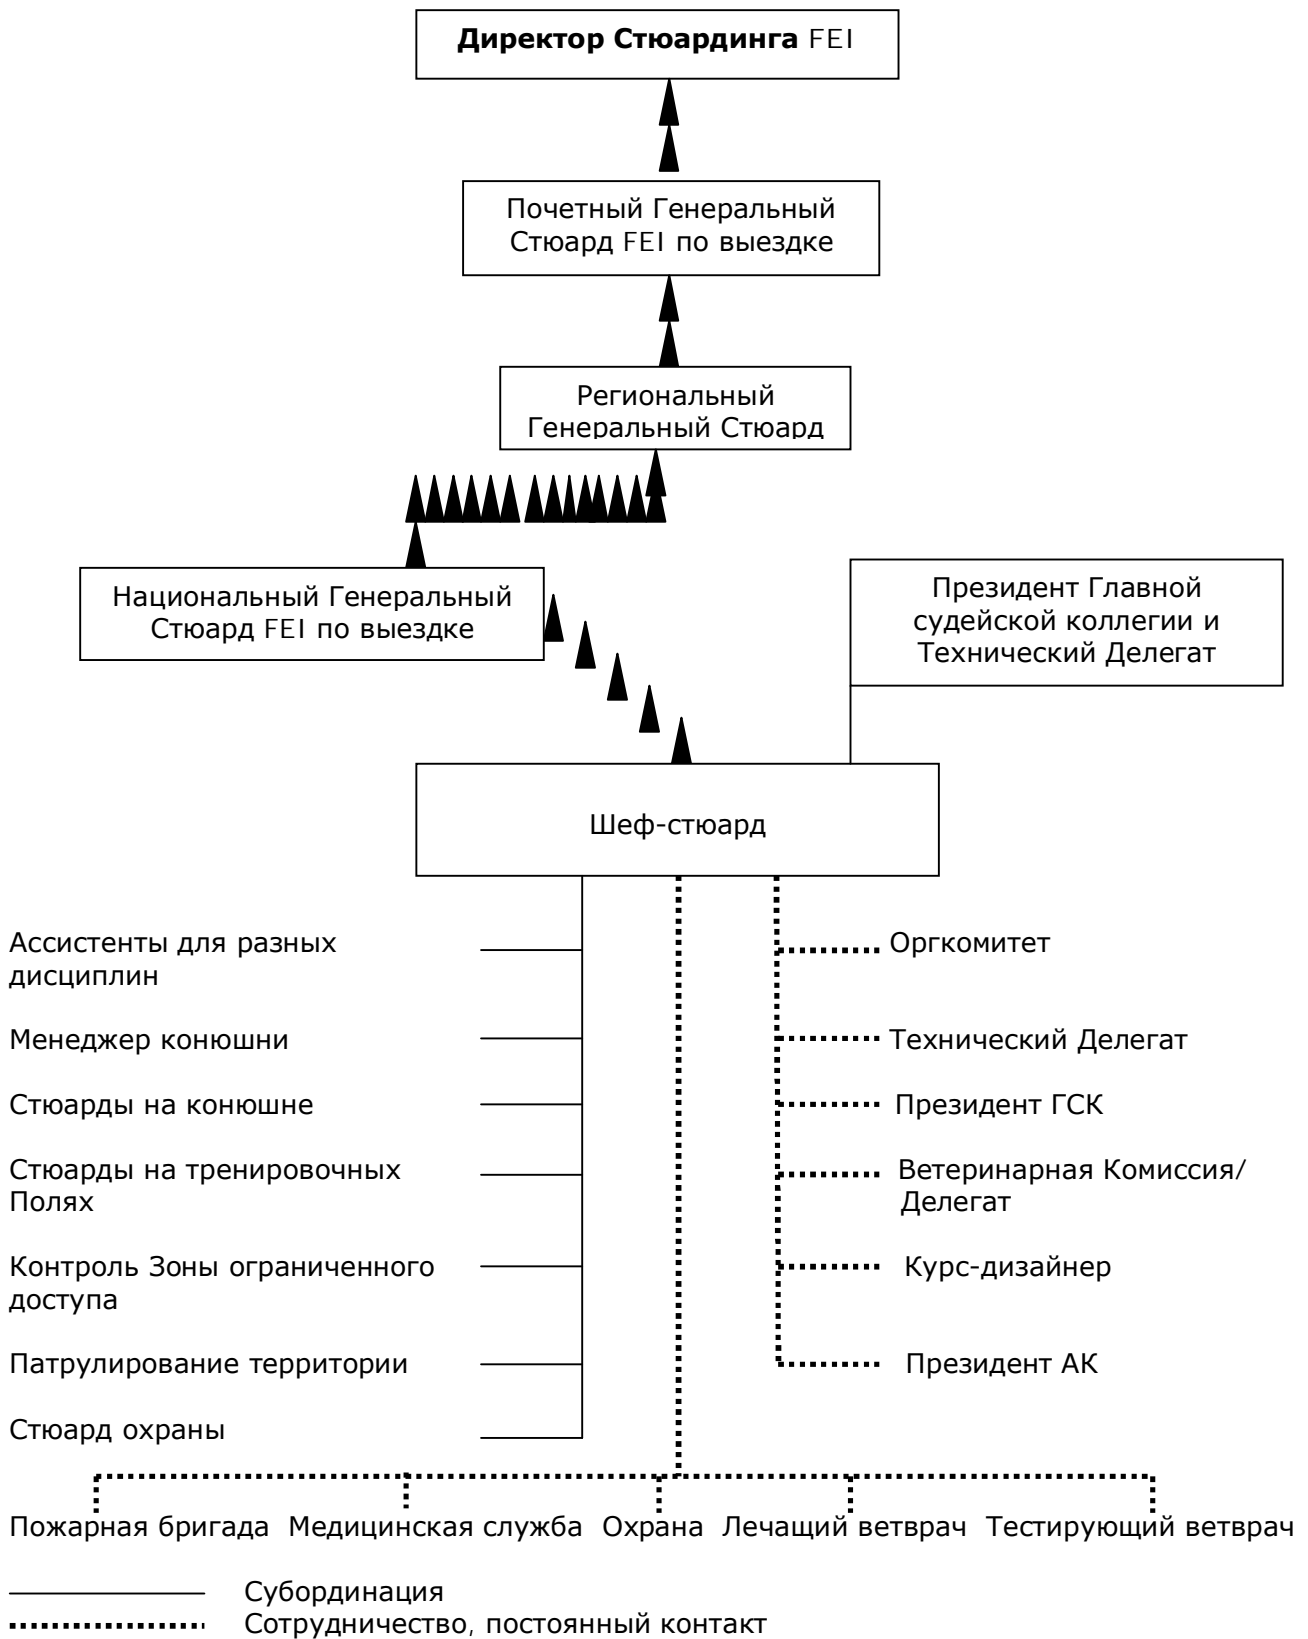 Директор Стюардинга FEI
Почетный Генеральный
Стюард FEI по выездке
Региональный
Генеральный Стюард
Национальный Генеральный
Стюард FEI по выездке
Президент Главной
судейской коллегии и
Технический Делегат
Шеф-стюард
Ассистенты для разных
дисциплин
Оргкомитет
Менеджер конюшни
Технический Делегат
Стюарды на конюшне
Президент ГСК
Стюарды на тренировочных
Полях
Ветеринарная Комиссия/
Делегат
Контроль Зоны ограниченного
доступа
Курс-дизайнер
Патрулирование территории
Президент АК
Стюард охраны
Пожарная бригада Медицинская служба Охрана Лечащий ветврач Тестирующий ветврач
Субординация
Сотрудничество, постоянный контакт